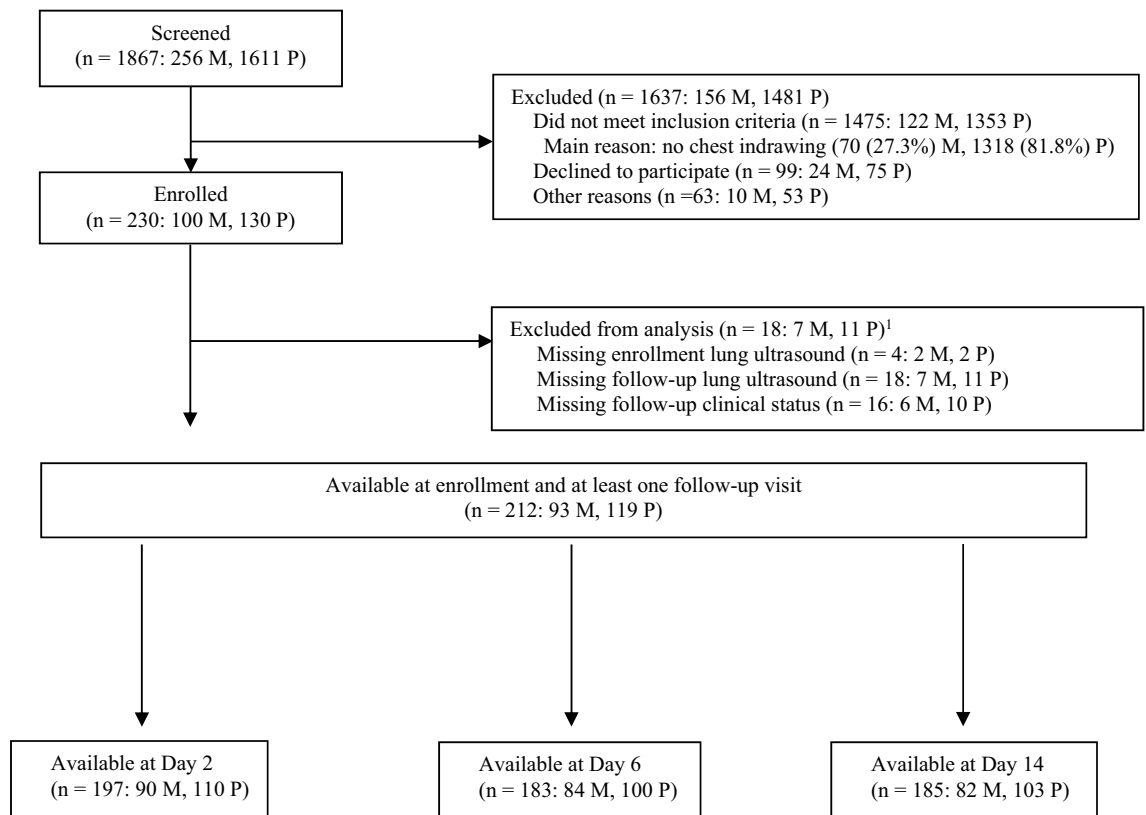 Screened
(n = 1867: 256 M, 1611 P)
Excluded (n = 1637: 156 M, 1481 P)
Did not meet inclusion criteria (n = 1475: 122 M, 1353 P)
Main reason: no chest indrawing (70 (27.3%) M, 1318 (81.8%) P)
Declined to participate (n = 99: 24 M, 75 P)
Other reasons (n =63: 10 M, 53 P)
Enrolled
(n = 230: 100 M, 130 P)
Excluded from analysis (n = 18: 7 M, 11 P)¹
Missing enrollment lung ultrasound (n = 4: 2 M, 2 P)
Missing follow-up lung ultrasound (n = 18: 7 M, 11 P)
Missing follow-up clinical status (n = 16: 6 M, 10 P)
Available at enrollment and at least one follow-up visit
(n = 212: 93 M, 119 P)
Available at Day 2
(n = 197: 90 M, 110 P)
Available at Day 6
(n = 183: 84 M, 100 P)
Available at Day 14
(n = 185: 82 M, 103 P)